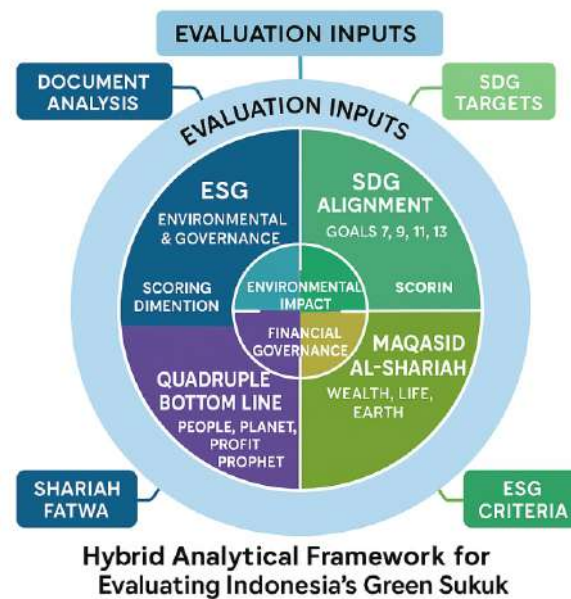 EVALUATION INPUTS
DOCUMENT
ANALYSIS
SDG
TARGETS
EVALUATION INPUTS
ESG
ENVIRONMENTAL
& GOVERNANCE
SCORING
DIMENTION
SDG
ALIGNMENT
GOALS 7, 9, 11, 13
SCORIN
ENVIRONMENTAL
IMPACT
FINANCIAL
GOVERNANCE
QUADRUPLE
BOTTOM LINE
PEOPLE, PLANET,
PROFIT
PROPHET
MAQASID
AL-SHARIAH
WEALTH, LIFE,
EARTH
SHARIAH
FATWA
ESG
CRITERIA
Hybrid Analytical Framework for
Evaluating Indonesia's Green Sukuk